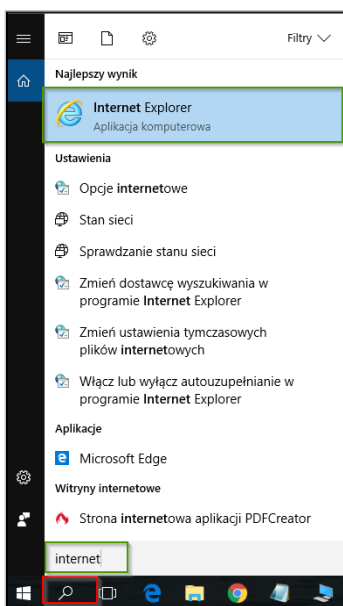 Filtry
Najlepszy wynik
Internet Explorer
Aplikacja komputerowa
Ustawienia
Opcje internetowe
Stan sieci
Sprawdzanie stanu sieci
Zmień dostawcę wyszukiwania w
programie Internet Explorer
Zmień ustawienia tymczasowych
plików internetowych
Włącz lub wyłącz autouzupełnianie w
programie Internet Explorer
Aplikacje
Microsoft Edge
Witryny internetowe
Strona internetowa aplikacji PDFCreator
internet